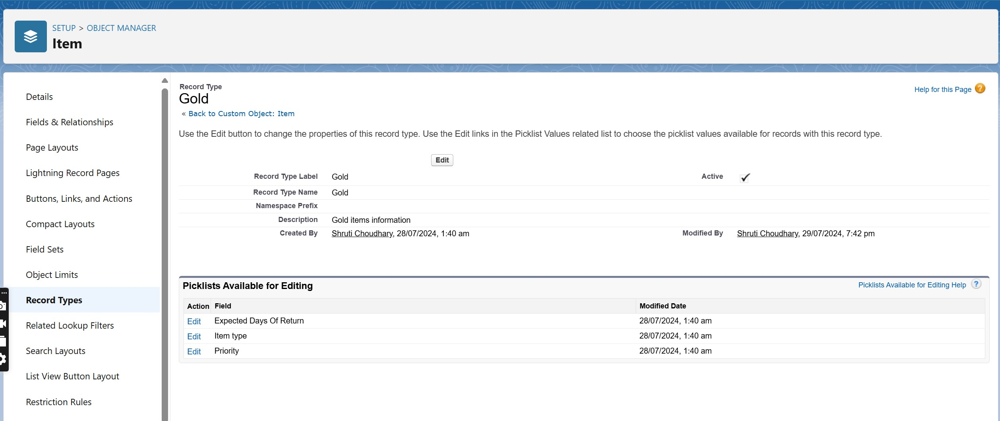 SETUP > OBJECT MANAGER
Item
Details
Fields & Relationships
Page Layouts
Lightning Record Pages
Buttons, Links, and Actions
Compact Layouts
Field Sets
Object Limits
Record Types
Related Lookup Filters
Search Layouts
List View Button Layout
Restriction Rules
Record Type
Gold
Help for this Page ?
« Back to Custom Object: Item
Use the Edit button to change the properties of this record type. Use the Edit links in the Picklist Values related list to choose the picklist values available for records with this record type.
Edit
Record Type Label Gold Active
Record Type Name Gold
Namespace Prefix
Description Gold items information
Created By Shruti Choudhary, 28/07/2024, 1:40 am Modified By Shruti Choudhary, 29/07/2024, 7:42 pm
Picklists Available for Editing Picklists Available for Editing Help ?
Action Field Modified Date
Edit Expected Days Of Return 28/07/2024, 1:40 am
Edit Item type 28/07/2024, 1:40 am
Edit Priority 28/07/2024, 1:40 am